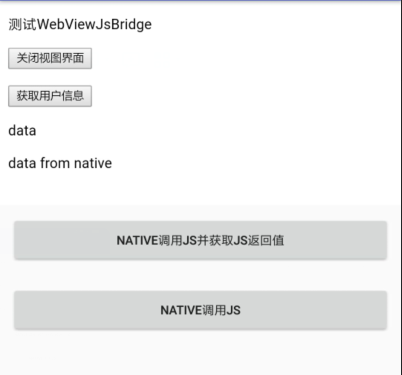 测试WebViewJsBridge
关闭视图界面
获取用户信息
data
data from native
NATIVE调用JS并获取JS返回值
NATIVE调用JS